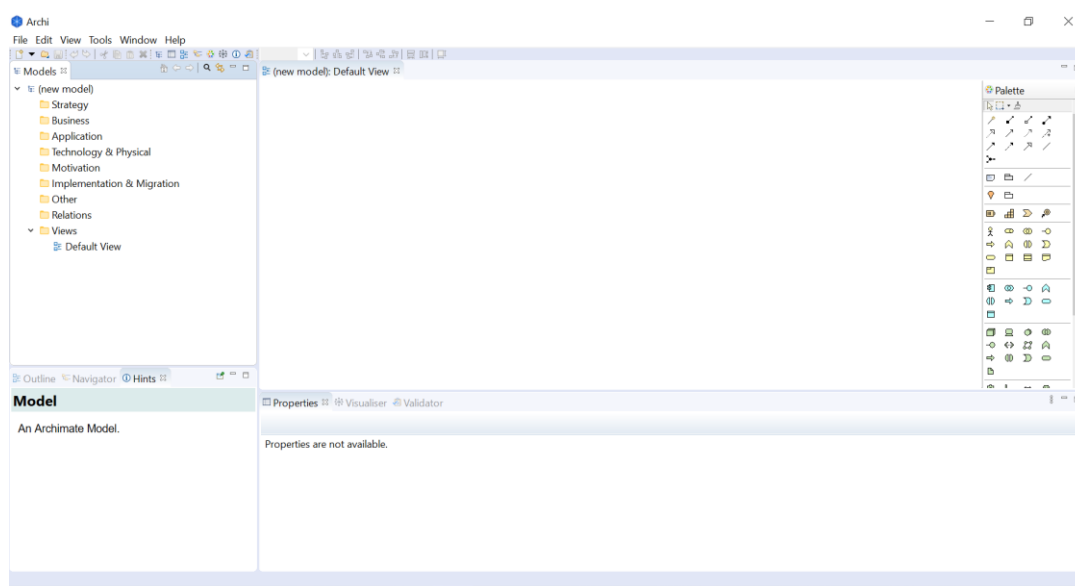 Archi
File Edit View Tools Window Help
Models
(new model): Default View
(new model)
Strategy
Business
Application
Technology & Physical
Motivation
Implementation & Migration
Other
Relations
Views
Default View
Palette
Outline Navigator Hints
Model
An Archimate Model.
Properties Visualiser Validator
Properties are not available.